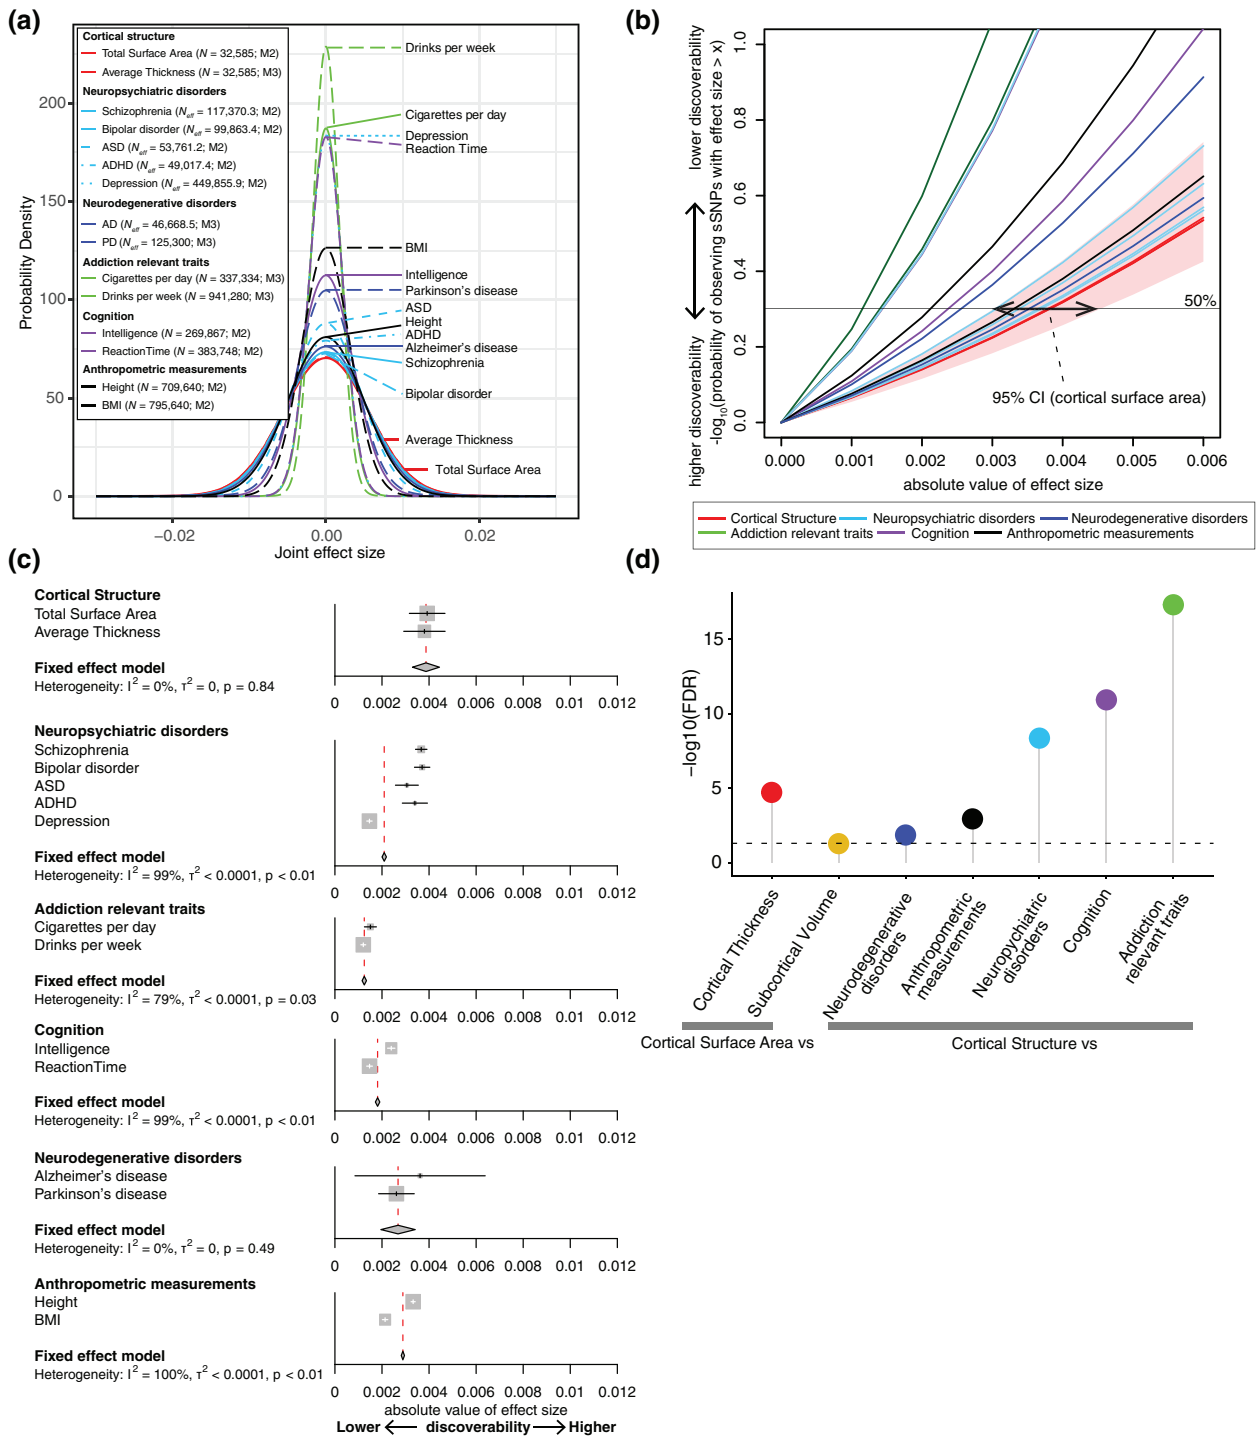 (a)
Probability Density
200
150
100
50
0
−0.02
0.00
0.02
Joint effect size
Cortical structure
Total Surface Area (N = 32,585; M2)
Average Thickness (N = 32,585; M3)
Neuropsychiatric disorders
Schizophrenia (Neff = 117,370.3; M2)
Bipolar disorder (Neff = 99,863.4; M2)
ASD (Neff = 53,761.2; M2)
ADHD (Neff = 49,017.4; M2)
Depression (Neff = 449,855.9; M2)
Neurodegenerative disorders
AD (Neff = 46,668.5; M3)
PD (Neff = 125,300; M3)
Addiction relevant traits
Cigarettes per day (N = 337,334; M3)
Drinks per week (N = 941,280; M3)
Cognition
Intelligence (N = 269,867; M2)
ReactionTime (N = 383,748; M2)
Anthropometric measurements
Height (N = 709,640; M2)
BMI (N = 795,640; M2)
Drinks per week
Cigarettes per day
Depression
Reaction Time
BMI
Intelligence
Parkinson's disease
ASD
Height
ADHD
Alzheimer's disease
Schizophrenia
Bipolar disorder
Average Thickness
Total Surface Area
(b)
higher discoverability
lower discoverability
-log10(probability of observing sSNPs with effect size > x)
1.0
0.8
0.6
0.4
0.2
0.0
50%
95% CI (cortical surface area)
0.000 0.001 0.002 0.003 0.004 0.005 0.006
absolute value of effect size
Cortical Structure Neuropsychiatric disorders Neurodegenerative disorders
Addiction relevant traits Cognition Anthropometric measurements
(c)
Cortical Structure
Total Surface Area
Average Thickness
Fixed effect model
Heterogeneity: I² = 0%, τ² = 0, p = 0.84
0 0.002 0.004 0.006 0.008 0.01 0.012
Neuropsychiatric disorders
Schizophrenia
Bipolar disorder
ASD
ADHD
Depression
Fixed effect model
Heterogeneity: I² = 99%, τ² < 0.0001, p < 0.01
0 0.002 0.004 0.006 0.008 0.01 0.012
Addiction relevant traits
Cigarettes per day
Drinks per week
Fixed effect model
Heterogeneity: I² = 79%, τ² < 0.0001, p = 0.03
0 0.002 0.004 0.006 0.008 0.01 0.012
Cognition
Intelligence
ReactionTime
Fixed effect model
Heterogeneity: I² = 99%, τ² < 0.0001, p < 0.01
0 0.002 0.004 0.006 0.008 0.01 0.012
Neurodegenerative disorders
Alzheimer's disease
Parkinson's disease
Fixed effect model
Heterogeneity: I² = 0%, τ² = 0, p = 0.49
0 0.002 0.004 0.006 0.008 0.01 0.012
Anthropometric measurements
Height
BMI
Fixed effect model
Heterogeneity: I² = 100%, τ² < 0.0001, p < 0.01
0 0.002 0.004 0.006 0.008 0.01 0.012
absolute value of effect size
Lower discoverability Higher
(d)
−log10(FDR)
15
10
5
0
Cortical Thickness
Subcortical Volume
Neurodegenerative
disorders
Anthropometric
measurements
Neuropychiatric
disorders
Cognition
Addiction
relevant traits
Cortical Surface Area vs
Cortical Structure vs